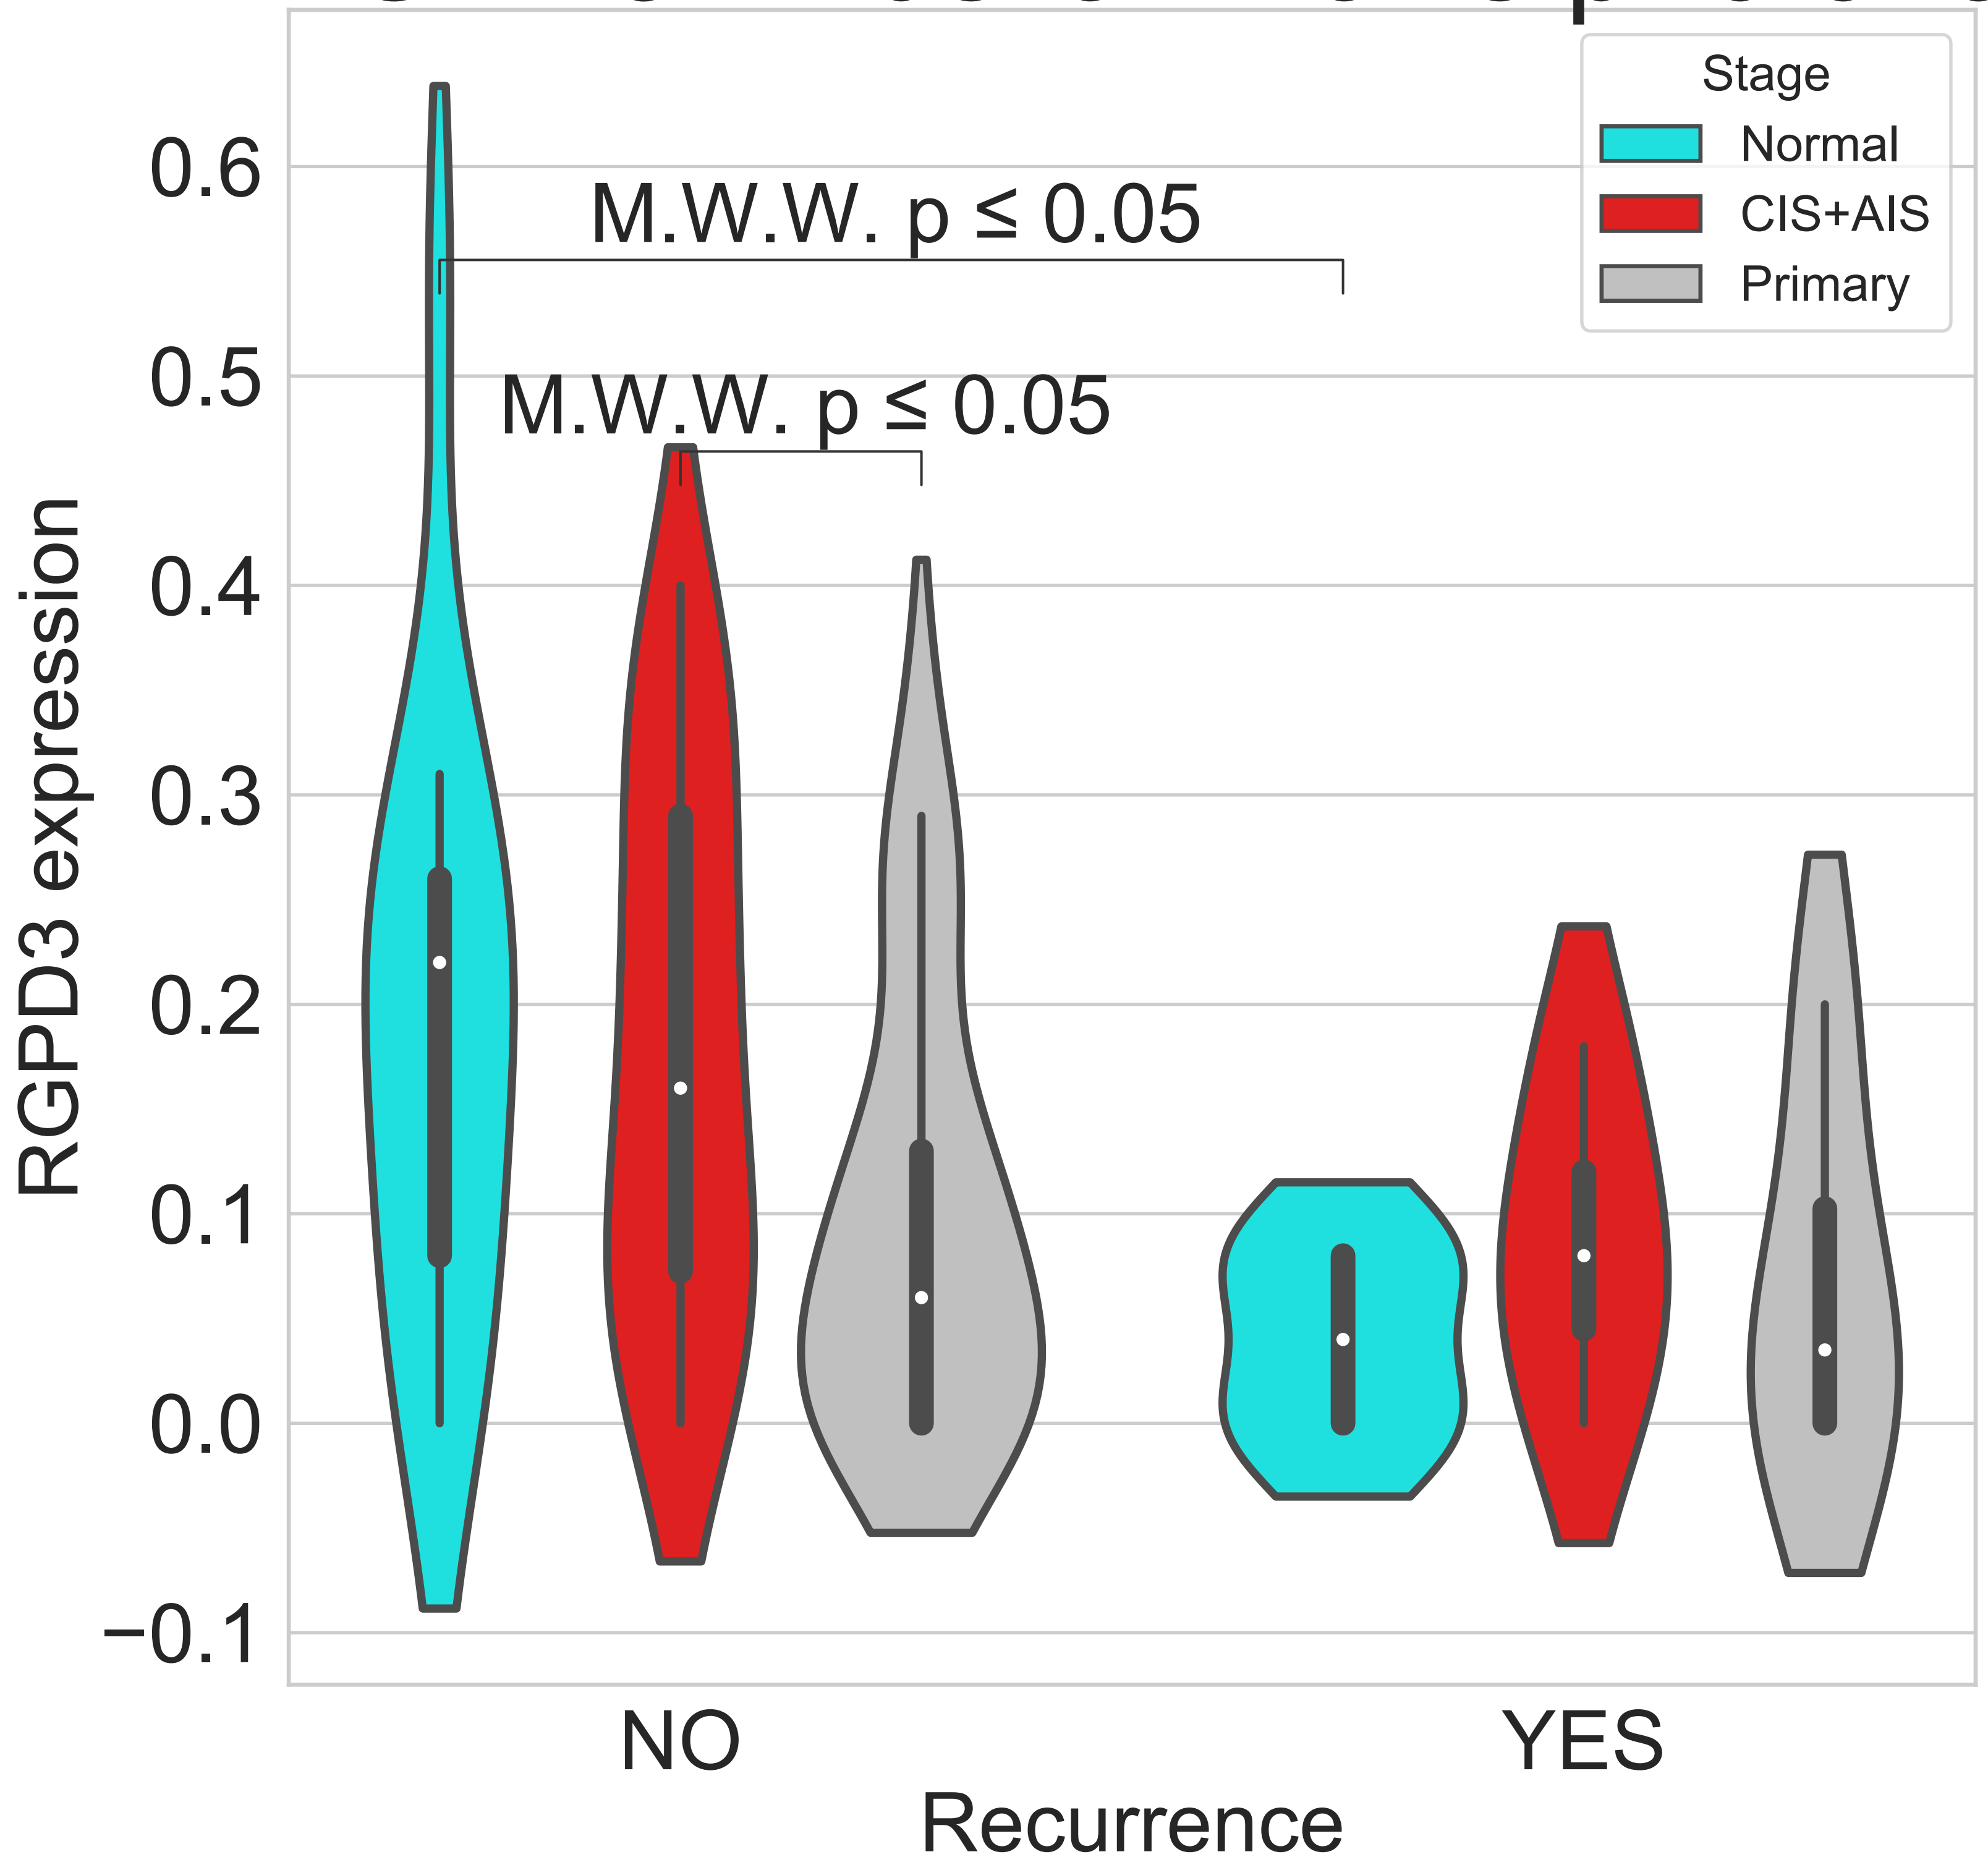 Stage
Normal
CIS+AIS
Primary
M.W.W. p ≤ 0.05
M.W.W. p ≤ 0.05
0.6
0.5
0.4
0.3
0.2
0.1
0.0
−0.1
RGPD3 expression
NO
YES
Recurrence